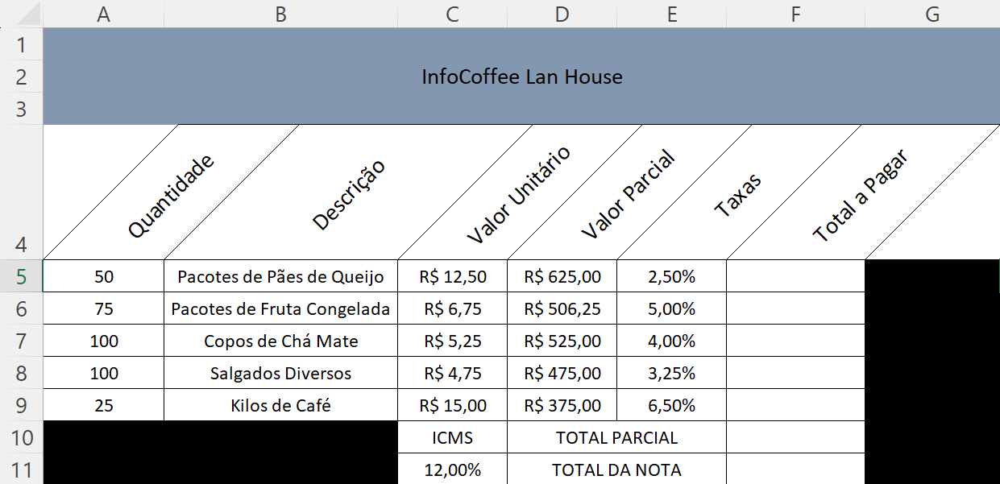 A B C D E F G
1
2 InfoCoffee Lan House
3
4 Quantidade Descrição Valor Unitário Valor Parcial Taxas Total a Pagar
5 50 Pacotes de Pães de Queijo R$ 12,50 R$ 625,00 2,50%
6 75 Pacotes de Fruta Congelada R$ 6,75 R$ 506,25 5,00%
7 100 Copos de Chá Mate R$ 5,25 R$ 525,00 4,00%
8 100 Salgados Diversos R$ 4,75 R$ 475,00 3,25%
9 25 Kilos de Café R$ 15,00 R$ 375,00 6,50%
10 ICMS TOTAL PARCIAL
11 12,00% TOTAL DA NOTA